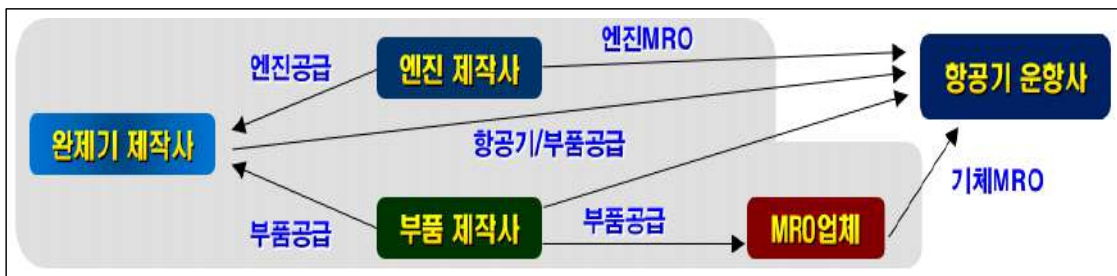 엔진MRO
엔진공급
엔진 제작사
항공기 운항사
완제기 제작사
항공기/부품공급
기체MRO
부품공급
부품 제작사
부품공급
MRO업체